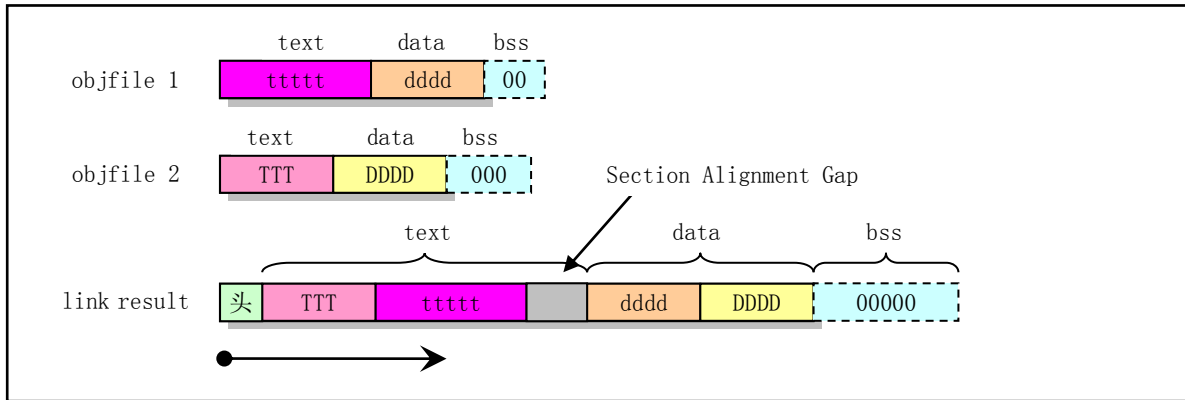 text data bss
objfile 1 ttttt dddd 00
text data bss
objfile 2 TTT DDDD 000
Section Alignment Gap
text data bss
link result 头 TTT ttttt dddd DDDD 00000